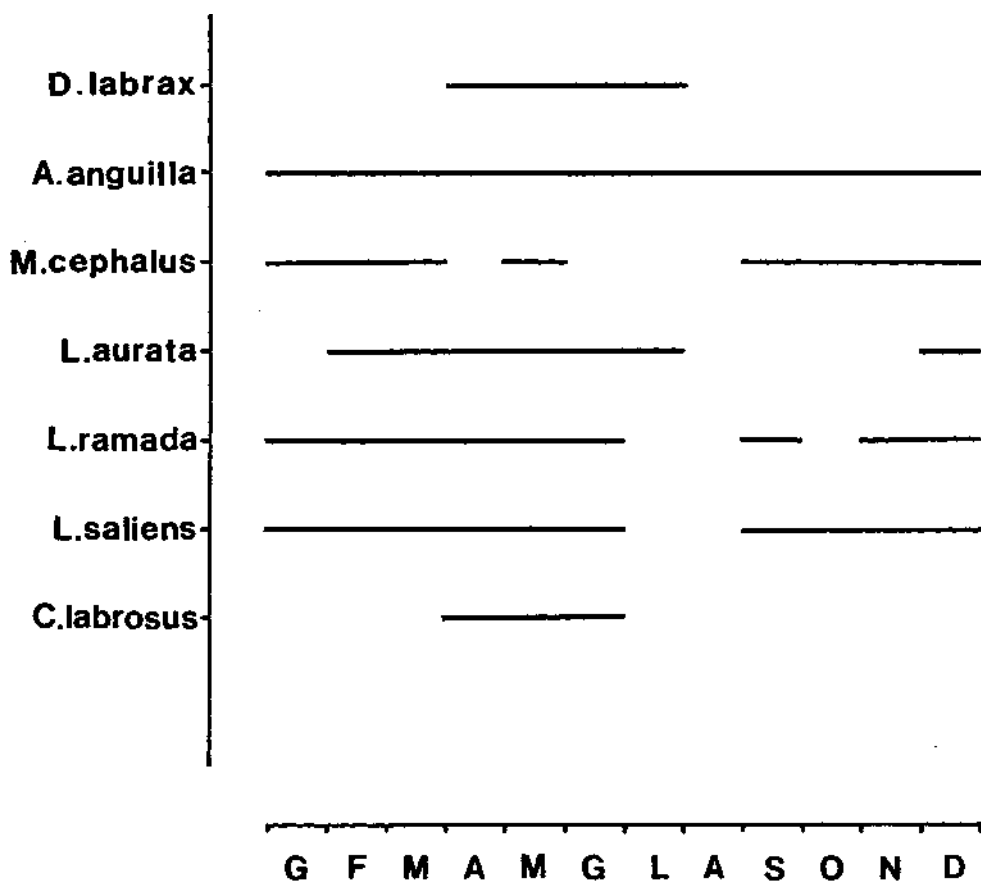 D.labrax
A.anguilla
M.cephalus
L.aurata
L.ramada
L.saliens
C.labrosus
G F M A M G L A S O N D